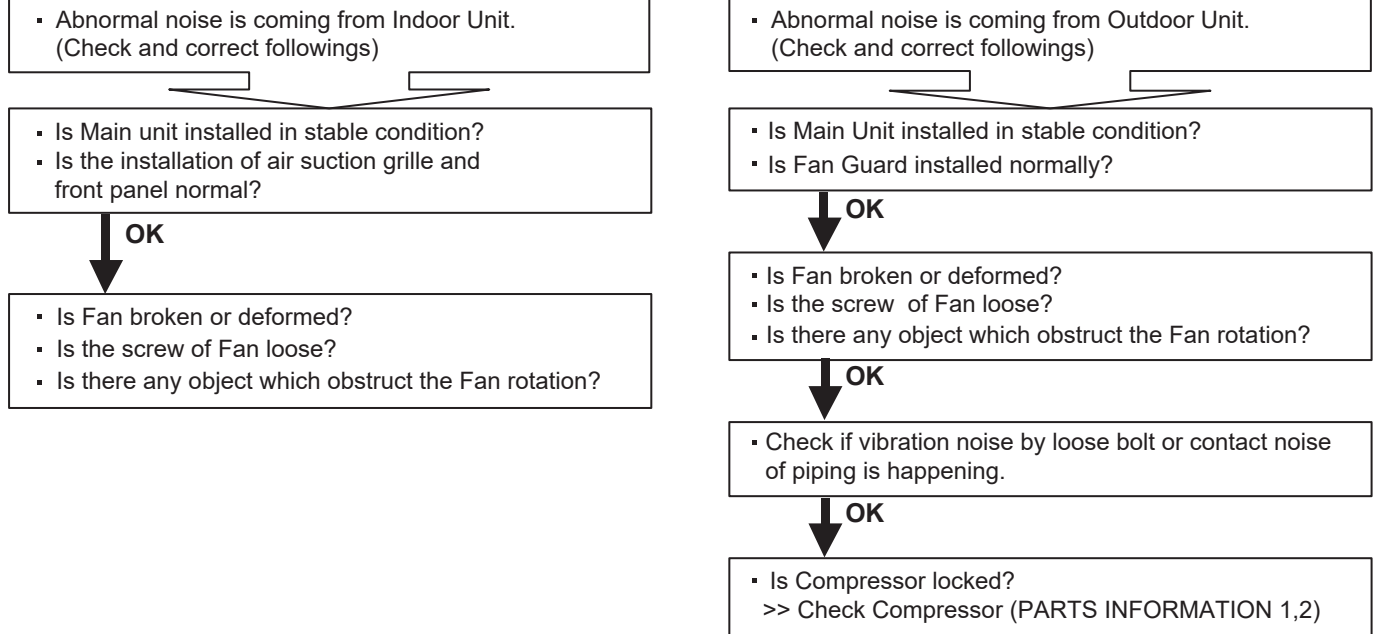 ▪ Abnormal noise is coming from Indoor Unit.
(Check and correct followings)
▪ Is Main unit installed in stable condition?
▪ Is the installation of air suction grille and
front panel normal?
OK
▪ Is Fan broken or deformed?
▪ Is the screw of Fan loose?
▪ Is there any object which obstruct the Fan rotation?
▪ Abnormal noise is coming from Outdoor Unit.
(Check and correct followings)
▪ Is Main Unit installed in stable condition?
▪ Is Fan Guard installed normally?
OK
▪ Is Fan broken or deformed?
▪ Is the screw of Fan loose?
▪ Is there any object which obstruct the Fan rotation?
OK
▪ Check if vibration noise by loose bolt or contact noise
of piping is happening.
OK
▪ Is Compressor locked?
>> Check Compressor (PARTS INFORMATION 1,2)